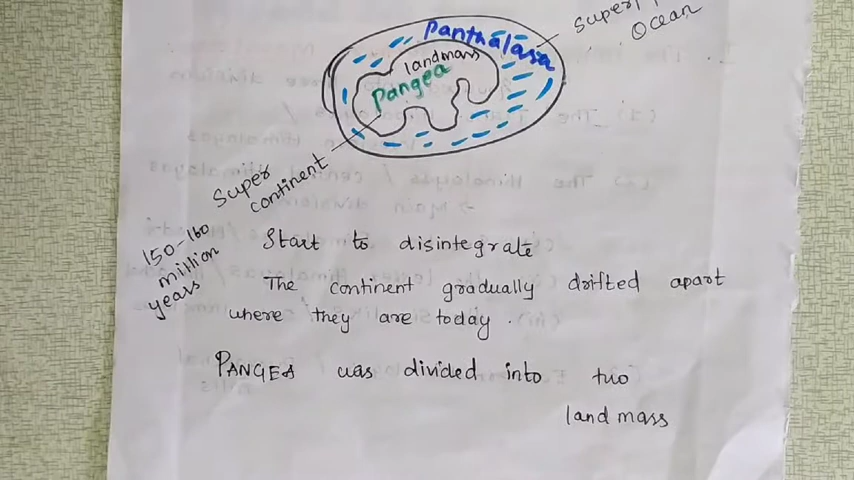 super
Ocean
Panthalasa
landmass
Pangea
Super
continent
150-160
million
years
Start to disintegrate
The continent gradually drifted apart
where they are today.
PANGEA was divided into two
land mass